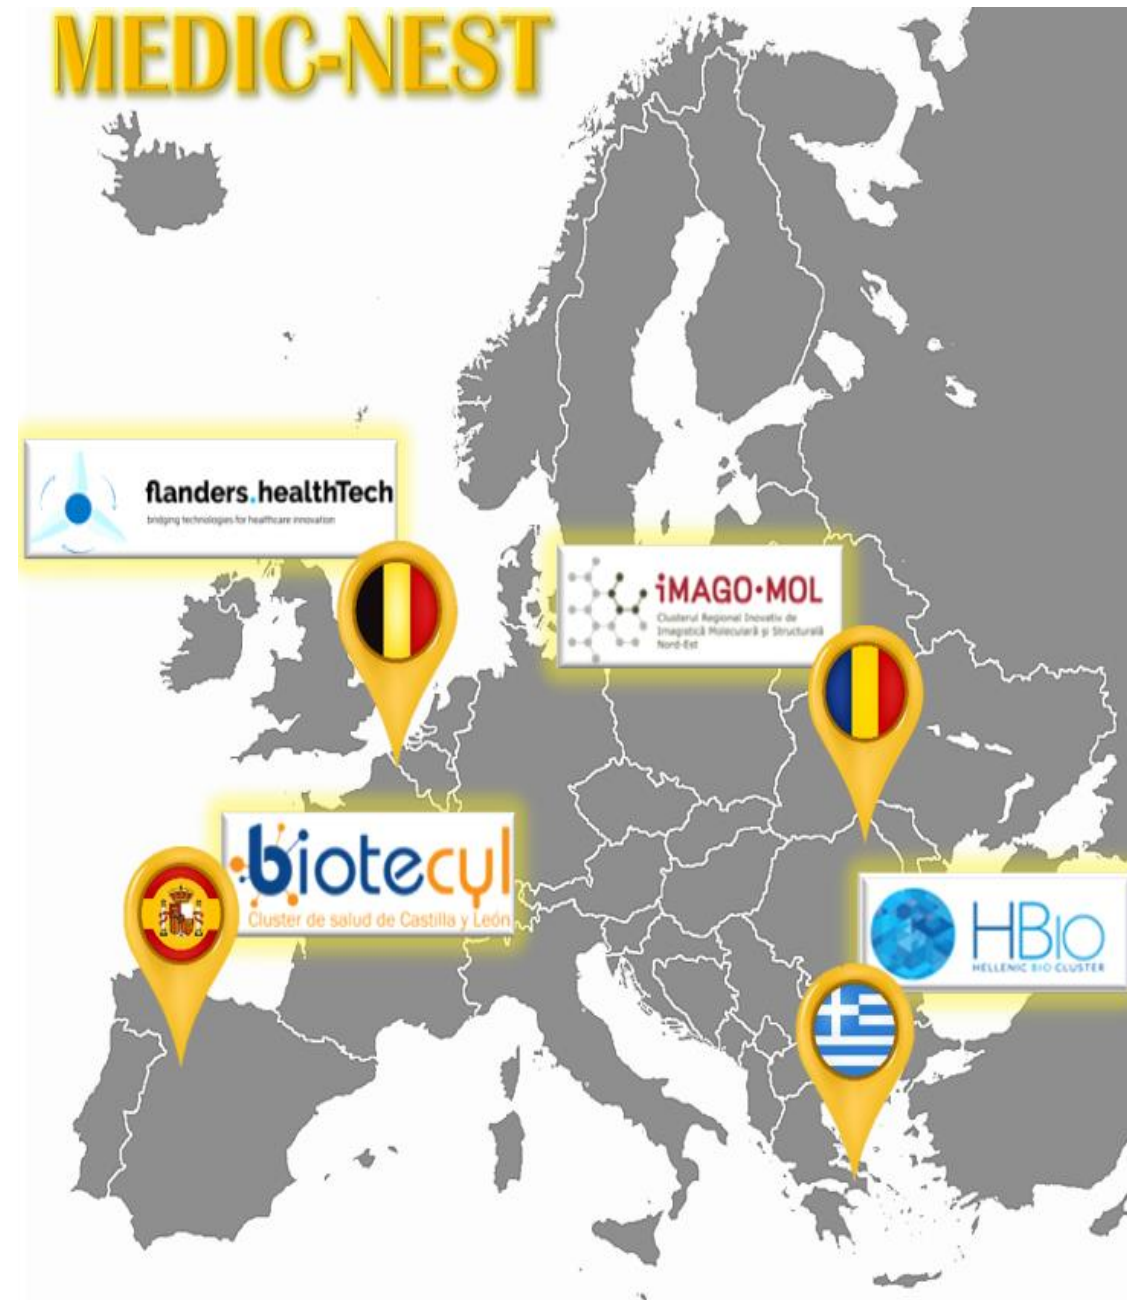 MEDIC-NEST
flanders.healthTech
bridging technologies for healthcare innovation
iMAGO•MOL
Clusterul Regional Inovativ de
Imagistică Moleculară și Structurală
Nord-Est
biotecyl
Cluster de salud de Castilla y León
HBIO
HELLENIC BIO CLUSTER